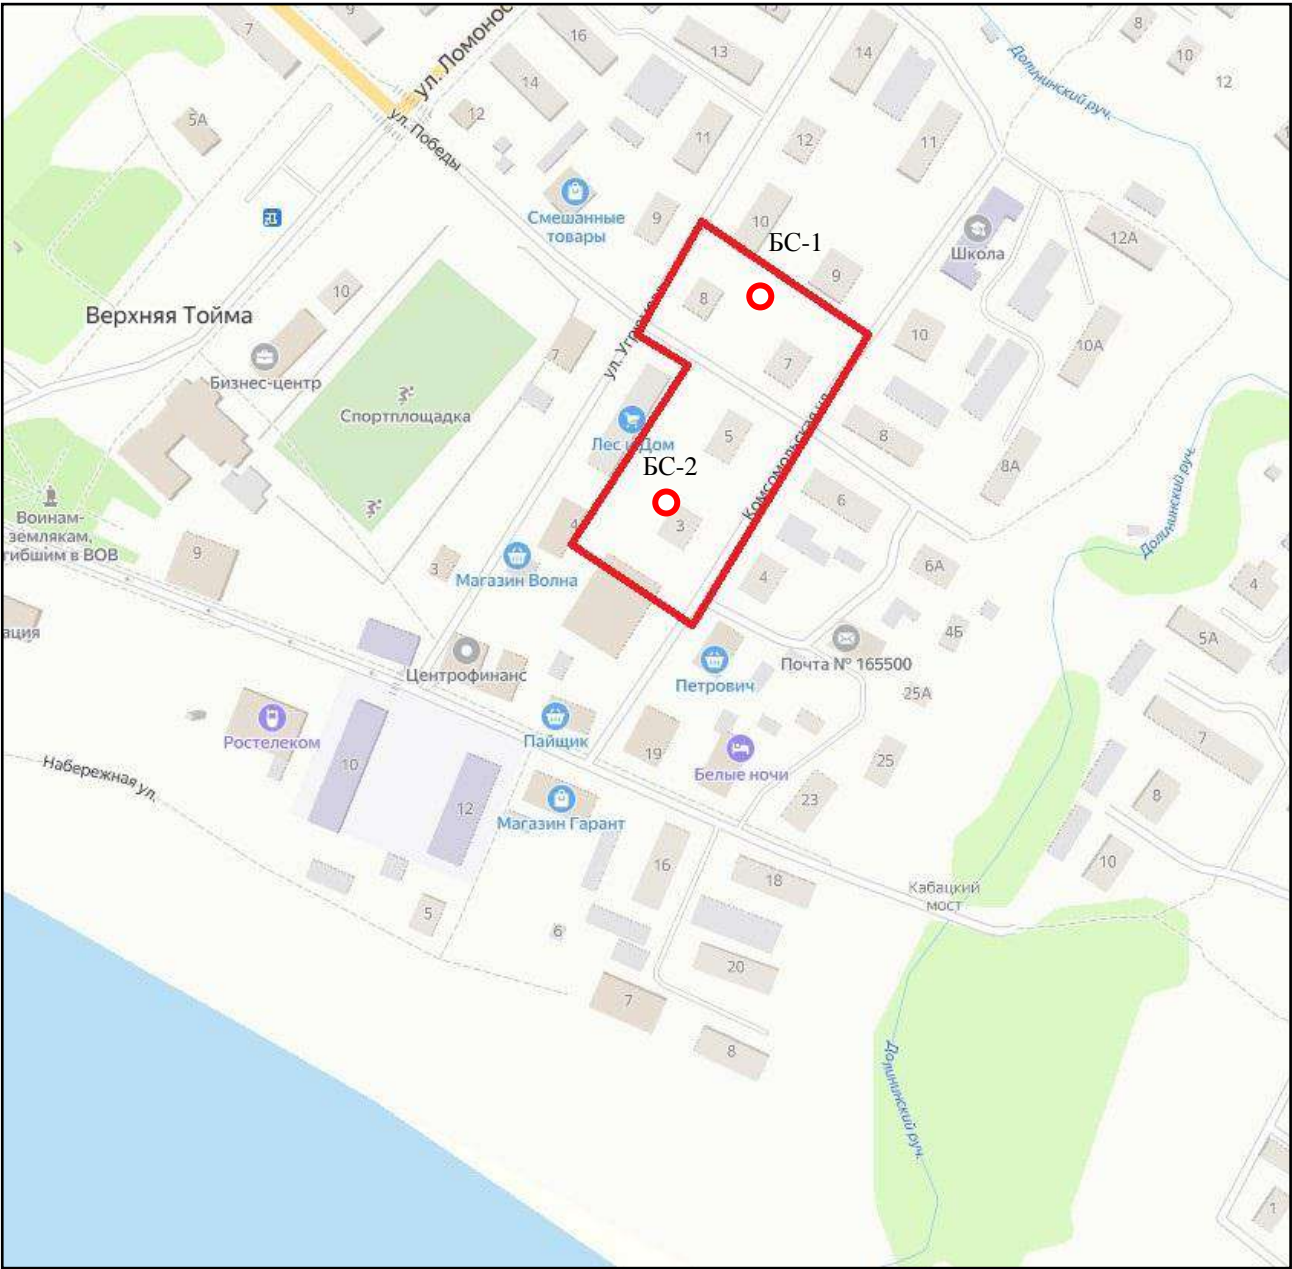 7
9
16
13
14
8
10
12
ул. Ломонос
14
Долининский руч.
5А
12
ул. Победы
11
12
11
Смешанные
товары
9
10
БС-1
Школа
12А
9
10
Верхняя Тойма
8
10
10А
7
7
Бизнес-центр
Спортплощадка
Лес и Дом
5
8
Комсомольская ул.
8А
БС-2
6
3
4
Долининский руч.
Воинам-
землякам,
гибшим в ВОВ
9
3
Магазин Волна
4
6А
4
ация
4Б
5А
Центрофинанс
Почта № 165500
Петрович
25А
Ростелеком
Пайщик
7
10
19
Белые ночи
25
Набережная ул.
12
Магазин Гарант
23
8
16
18
10
Кабацкий
мост
5
6
20
7
8
Долининский руч.
1